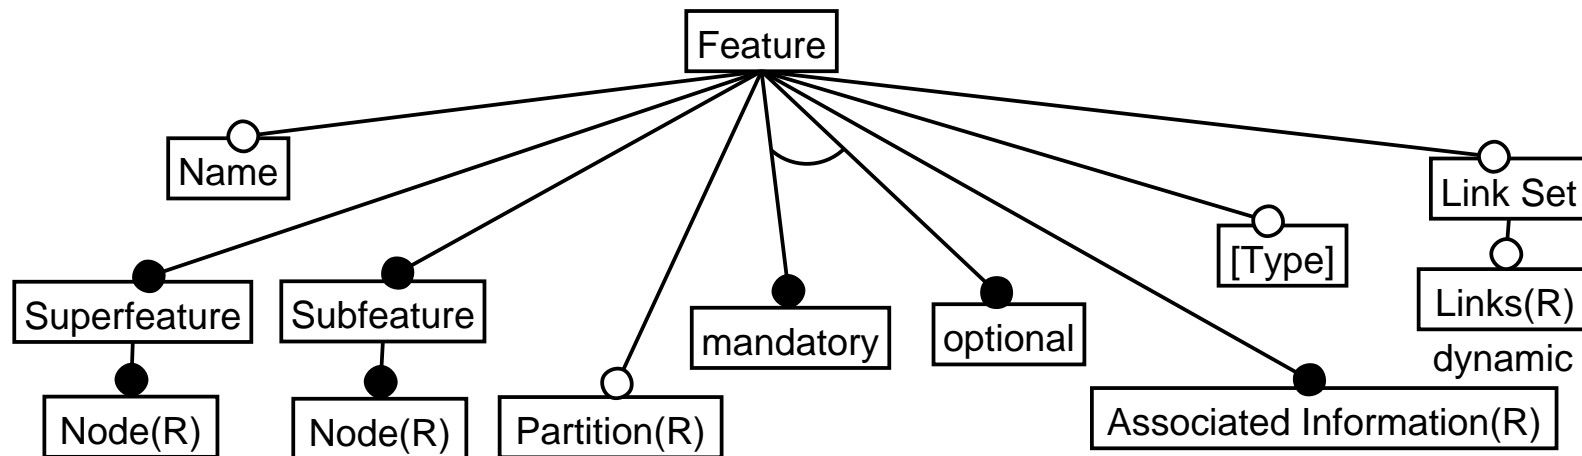 Feature
Name
Link Set
[Type]
Superfeature
Subfeature
mandatory
optional
Links(R)
dynamic
Node(R)
Node(R)
Partition(R)
Associated Information(R)